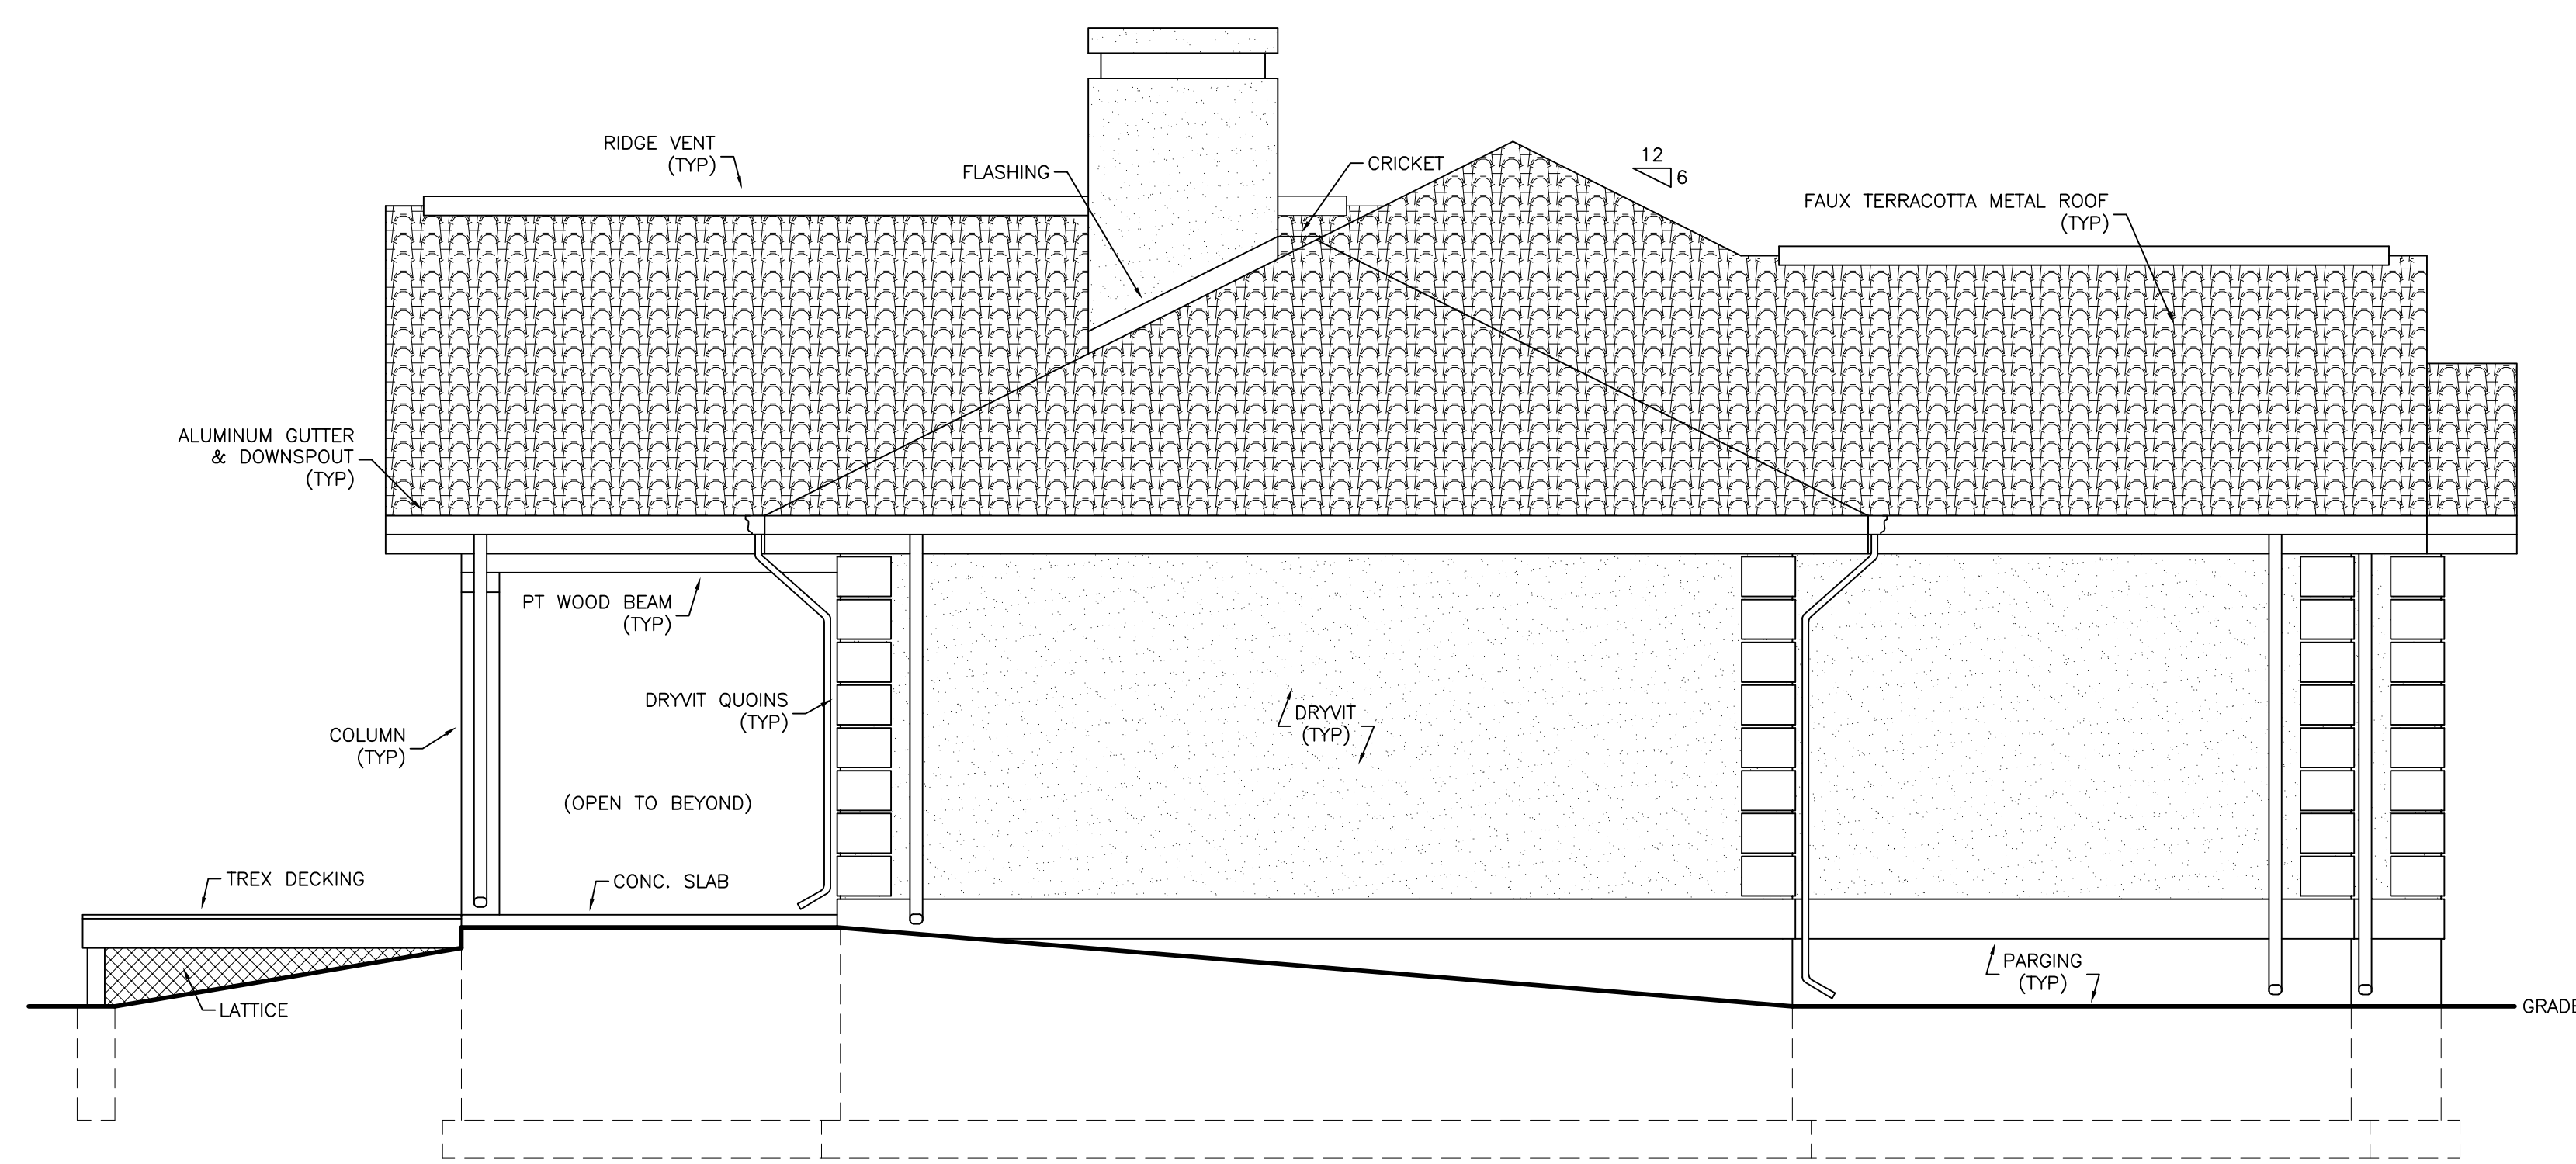 RIDGE VENT
(TYP)
FLASHING
CRICKET
12
6
FAUX TERRACOTTA METAL ROOF
(TYP)
ALUMINUM GUTTER
& DOWNSPOUT
(TYP)
PT WOOD BEAM
(TYP)
DRYVIT QUOINS
(TYP)
DRYVIT
(TYP)
COLUMN
(TYP)
(OPEN TO BEYOND)
TREX DECKING
CONC. SLAB
PARGING
(TYP)
LATTICE
GRADE